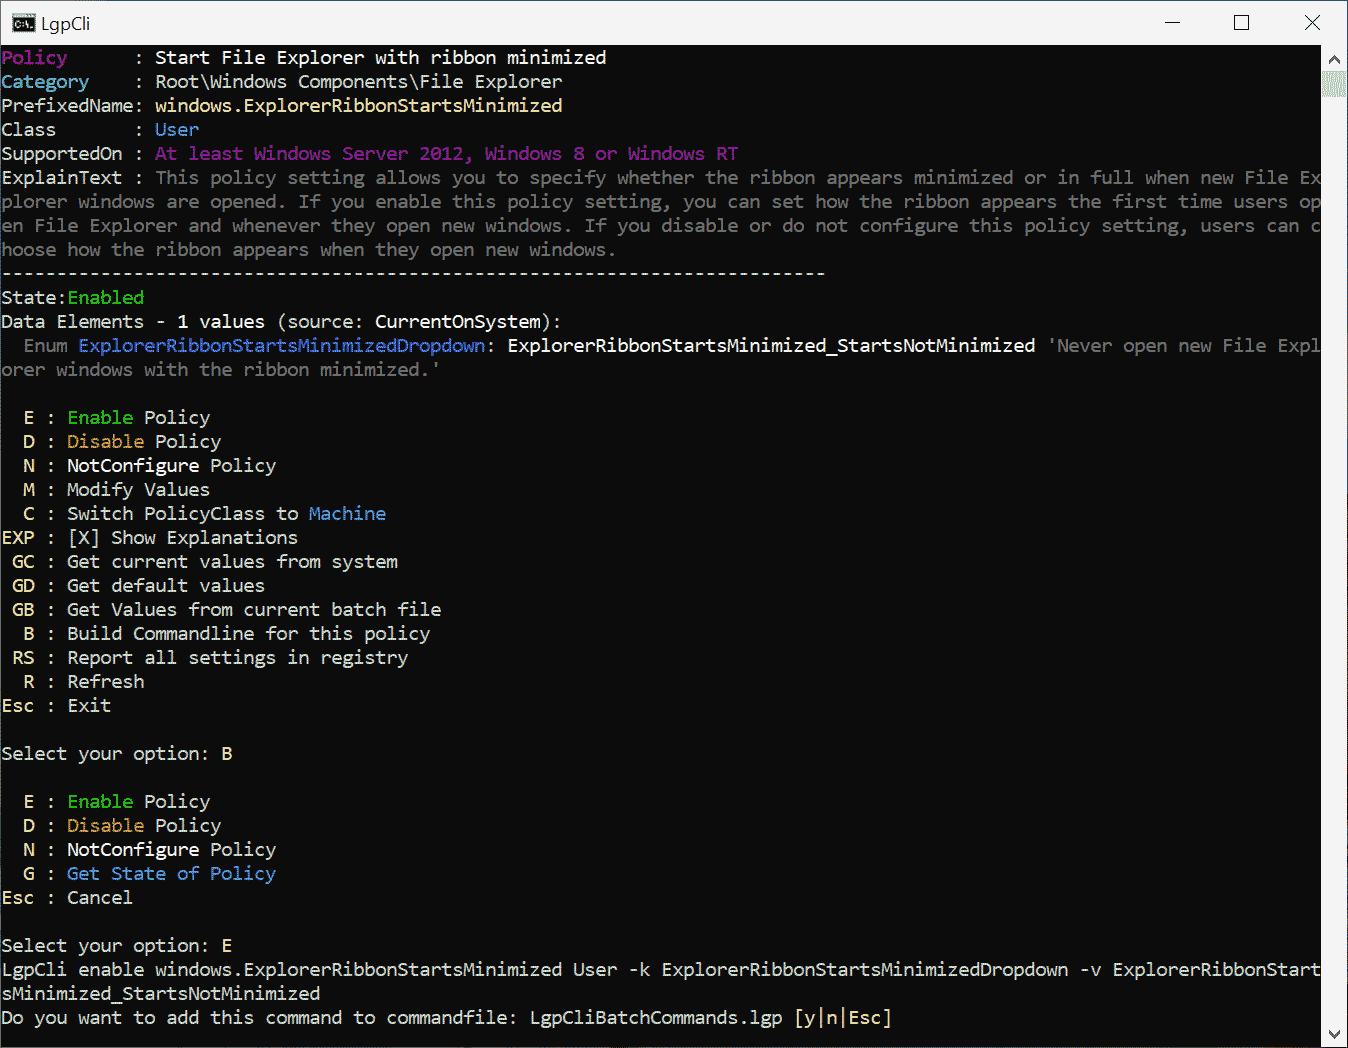 LgpCli
Policy      : Start File Explorer with ribbon minimized
Category    : Root\Windows Components\File Explorer
PrefixedName: windows.ExplorerRibbonStartsMinimized
Class       : User
SupportedOn : At least Windows Server 2012, Windows 8 or Windows RT
ExplainText : This policy setting allows you to specify whether the ribbon appears minimized or in full when new File Ex
plorer windows are opened. If you enable this policy setting, you can set how the ribbon appears the first time users op
en File Explorer and whenever they open new windows. If you disable or do not configure this policy setting, users can c
hoose how the ribbon appears when they open new windows.
---------------------------------------------------------------------------
State:Enabled
Data Elements - 1 values (source: CurrentOnSystem):
  Enum ExplorerRibbonStartsMinimizedDropdown: ExplorerRibbonStartsMinimized_StartsNotMinimized 'Never open new File Expl
orer windows with the ribbon minimized.'
  E : Enable Policy
  D : Disable Policy
  N : NotConfigure Policy
  M : Modify Values
  C : Switch PolicyClass to Machine
EXP : [X] Show Explanations
 GC : Get current values from system
 GD : Get default values
 GB : Get Values from current batch file
  B : Build Commandline for this policy
 RS : Report all settings in registry
  R : Refresh
Esc : Exit
Select your option: B
  E : Enable Policy
  D : Disable Policy
  N : NotConfigure Policy
  G : Get State of Policy
Esc : Cancel
Select your option: E
LgpCli enable windows.ExplorerRibbonStartsMinimized User -k ExplorerRibbonStartsMinimizedDropdown -v ExplorerRibbonStart
sMinimized_StartsNotMinimized
Do you want to add this command to commandfile: LgpCliBatchCommands.lgp [y|n|Esc]